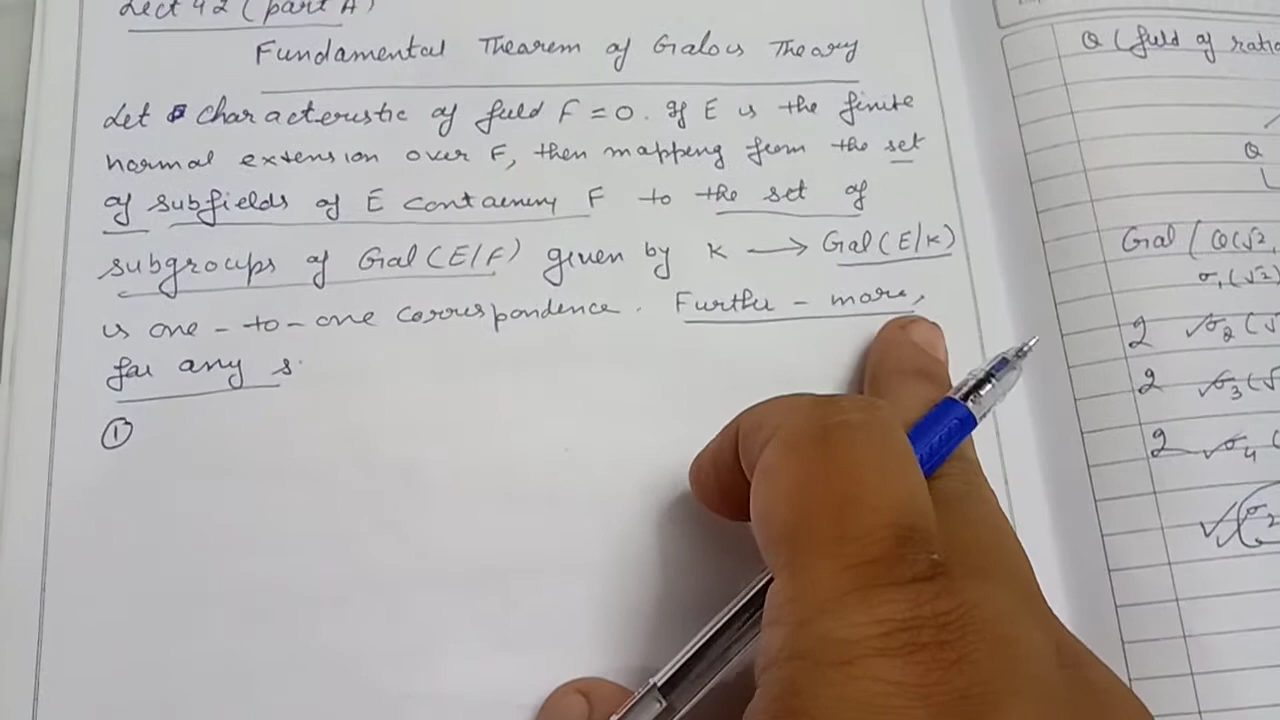 Lect 42 (part A)
Fundamental Thearem of Galous Theory
Let characteristic of field F = 0. If E is the finite
normal extension over F, then mapping from the set
of subfields of E containing F to the set of
subgroups of Gal(E/F) given by K → Gal(E/K)
is one-to-one correspondence. Further-more,
for any s
①
Q (field of ratio
Q
Gal (Q(√2,
σ₁(√2)
2 ✓σ₂(√
2 ✓σ₃(√
2 ✓σ₄(
✓(σ₂